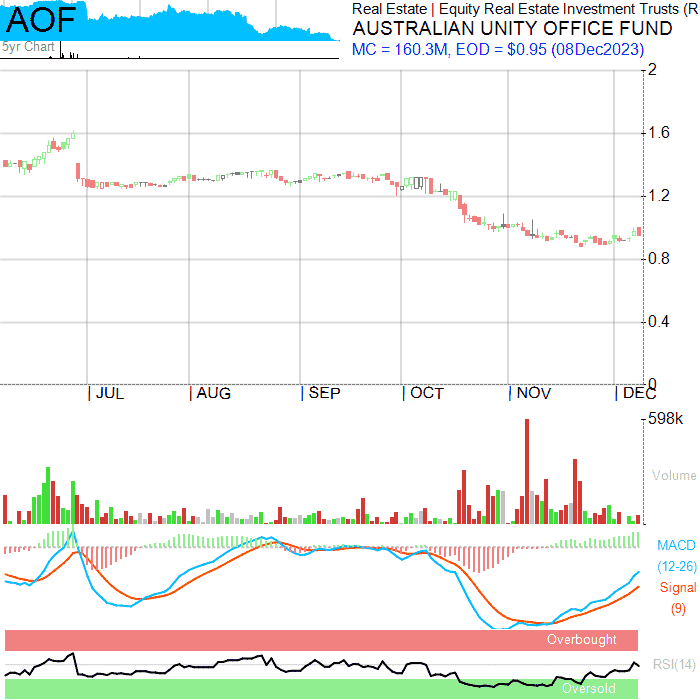 AOF
5yr Chart
Real Estate | Equity Real Estate Investment Trusts (R
AUSTRALIAN UNITY OFFICE FUND
MC = 160.3M, EOD = $0.95 (08Dec2023)
2
1.6
1.2
0.8
0.4
0
JUL AUG SEP OCT NOV DEC
598k
Volume
MACD
(12-26)
Signal
(9)
Overbought
RSI(14)
Oversold